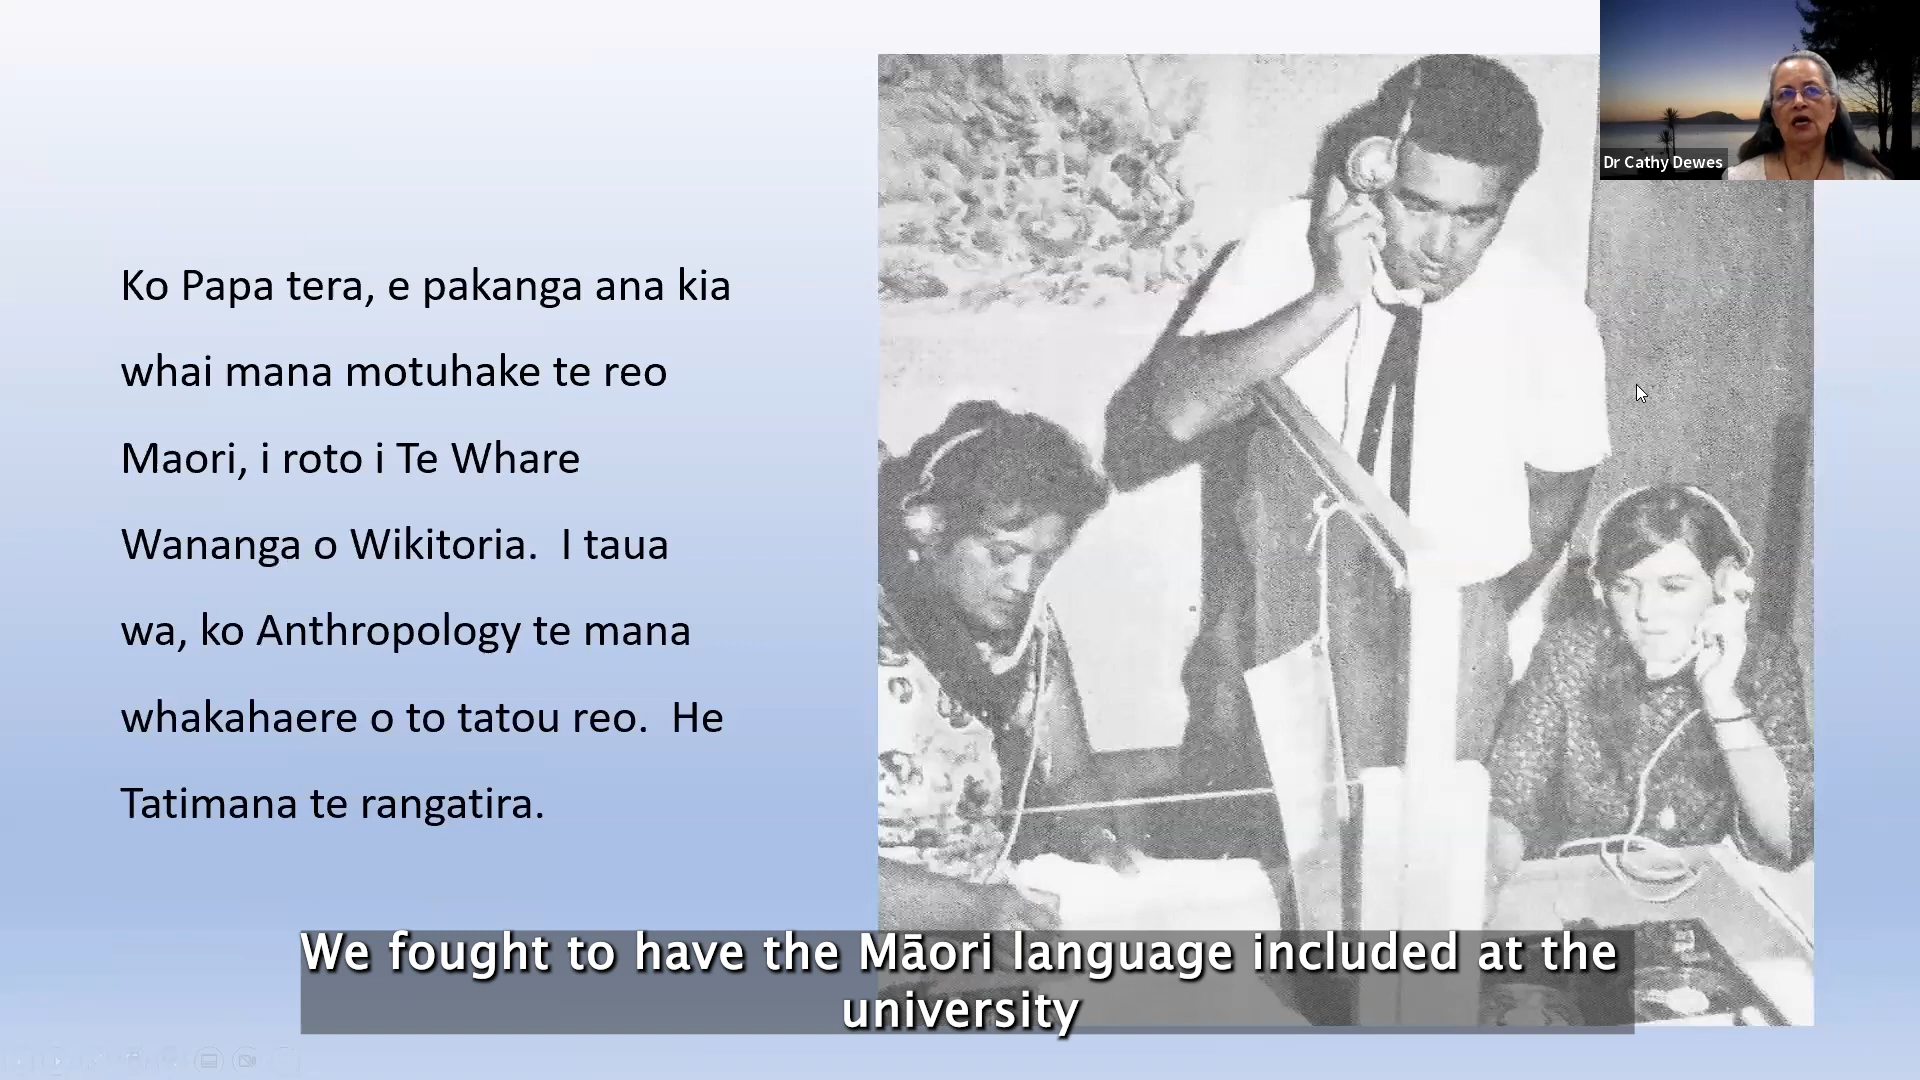 Dr Cathy Dewes
Ko Papa tera, e pakanga ana kia
whai mana motuhake te reo
Maori, i roto i Te Whare
Wananga o Wikitoria.  I taua
wa, ko Anthropology te mana
whakahaere o to tatou reo.  He
Tatimana te rangatira.
We fought to have the Māori language included at the
university